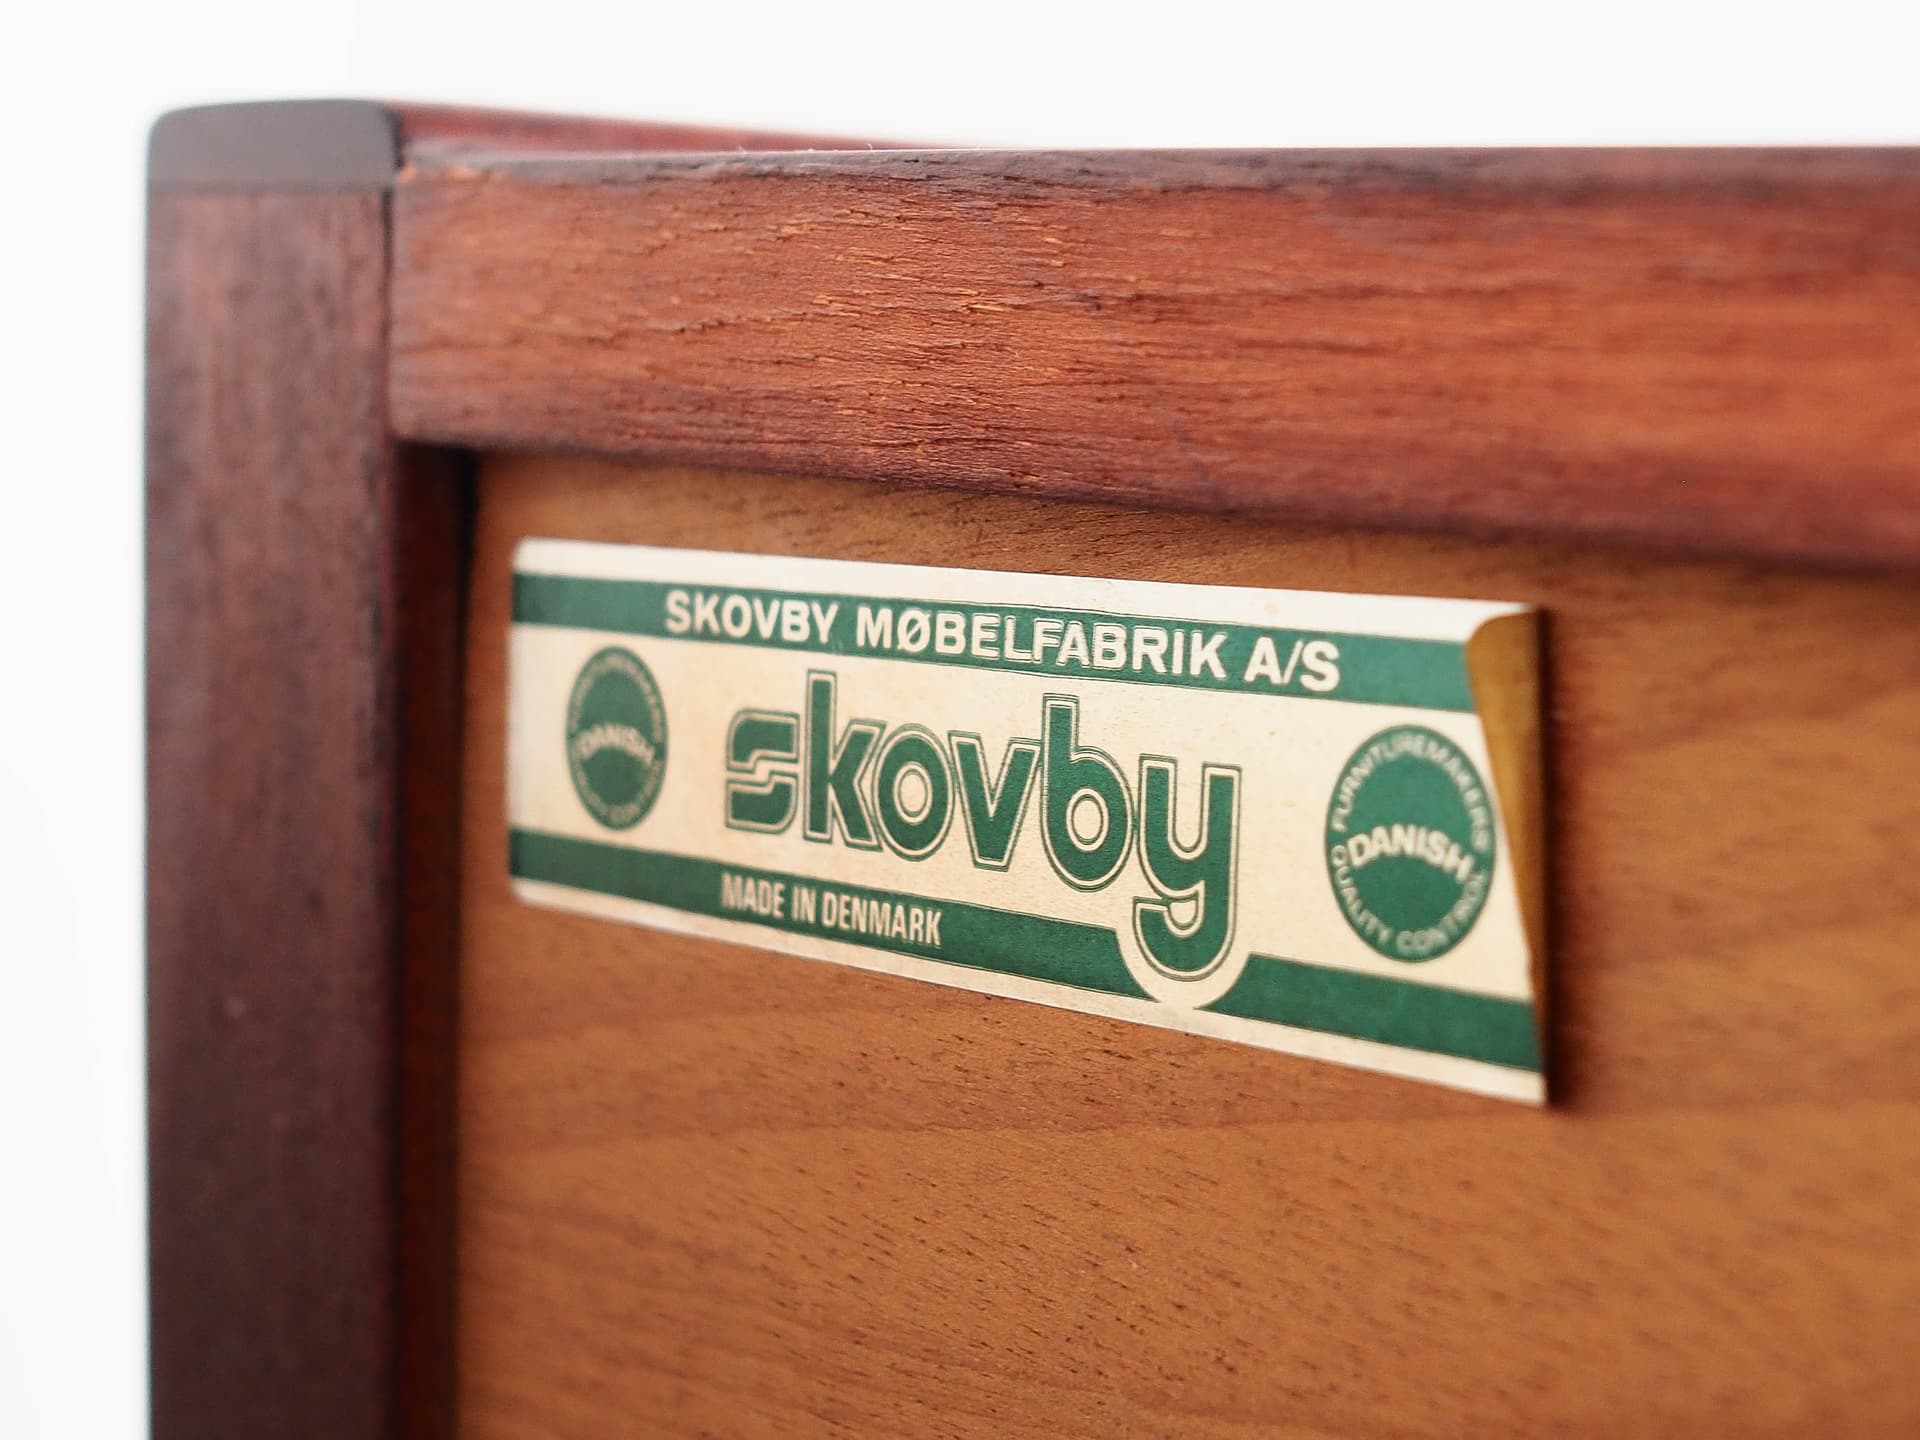 SKOVBY MØBELFABRIK A/S
skovby
MADE IN DENMARK
DANISH
FURNITUREMAKERS
DANISH
QUALITY CONTROL